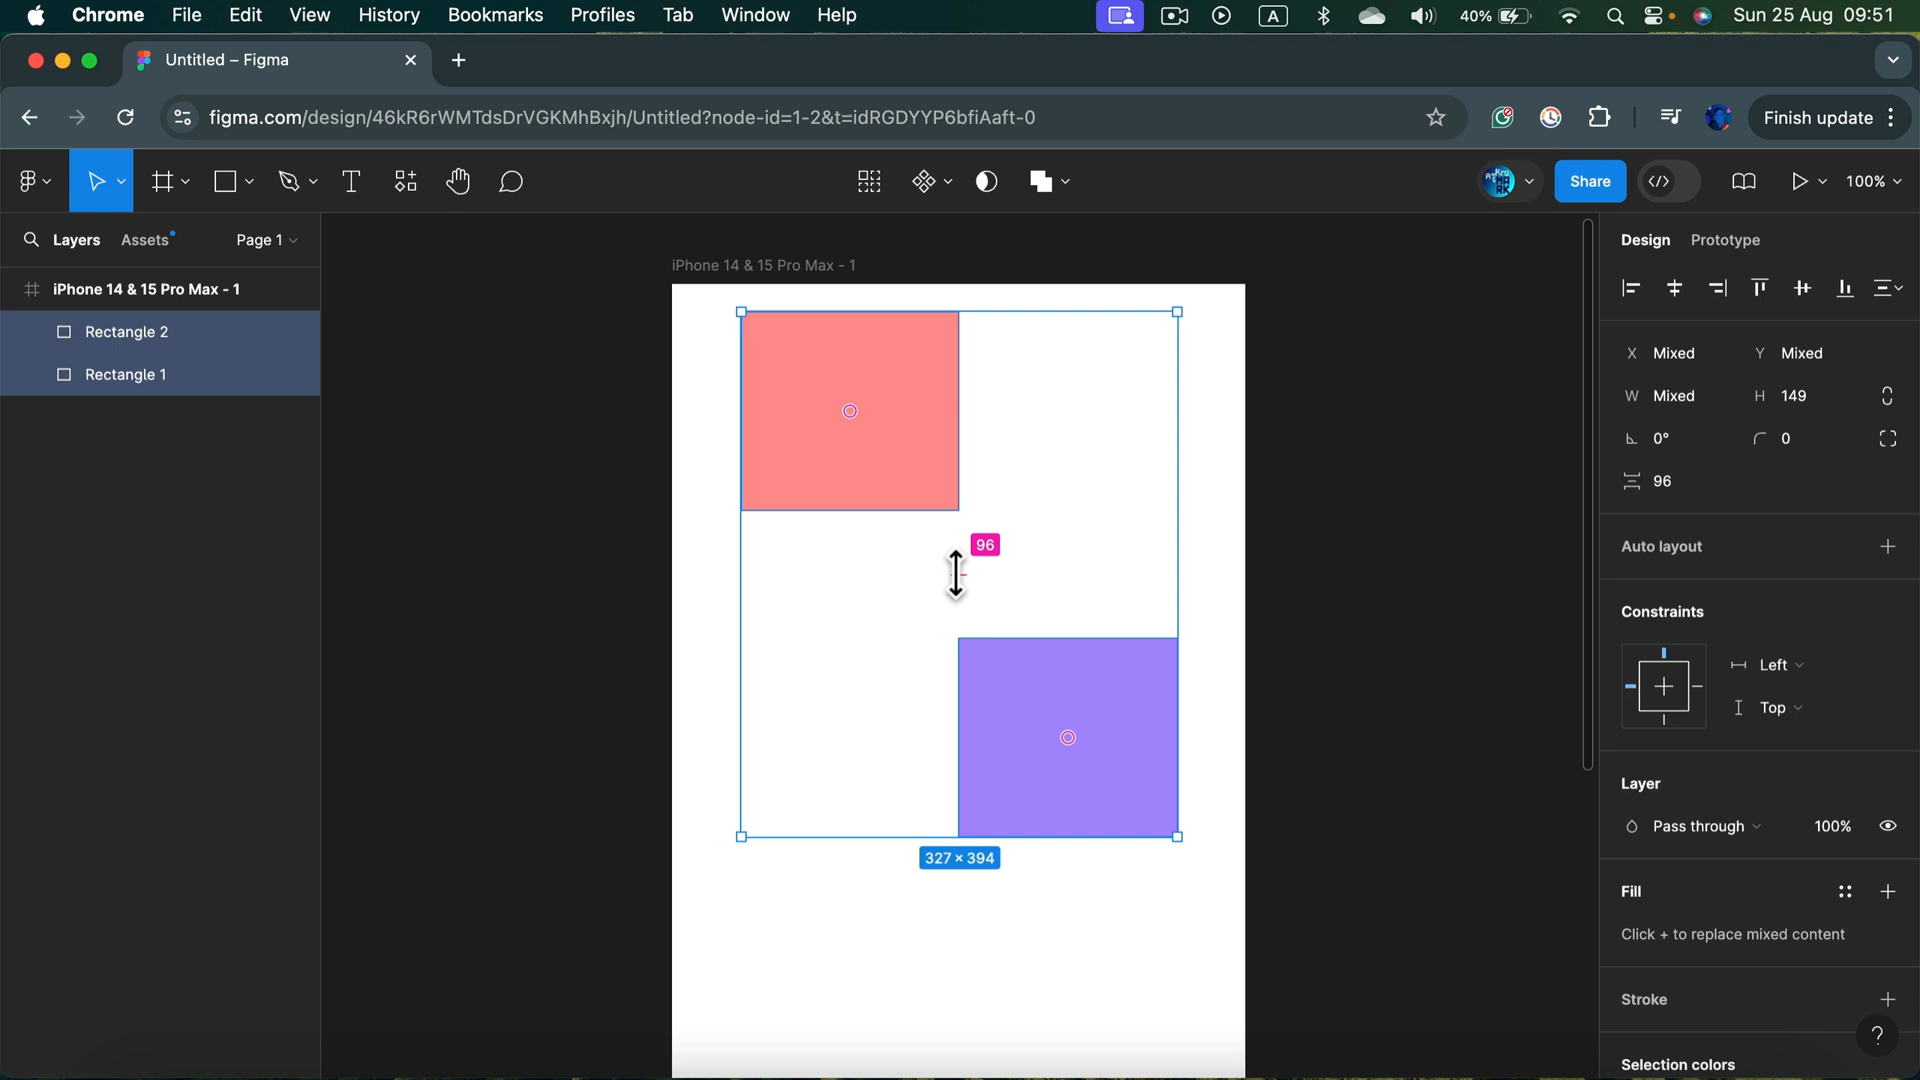 Chrome File Edit View History Bookmarks Profiles Tab Window Help A 40% Sun 25 Aug 09:51
Untitled – Figma
figma.com/design/46kR6rWMTdsDrVGKMhBxjh/Untitled?node-id=1-2&t=idRGDYYP6bfiAaft-0 Finish update
Share 100%
Layers Assets Page 1
iPhone 14 & 15 Pro Max - 1
Rectangle 2
Rectangle 1
iPhone 14 & 15 Pro Max - 1
96
327 × 394
Design Prototype
X Mixed Y Mixed
W Mixed H 149
0° 0
96
Auto layout
Constraints
Left
Top
Layer
Pass through 100%
Fill
Click + to replace mixed content
Stroke
?
Selection colors